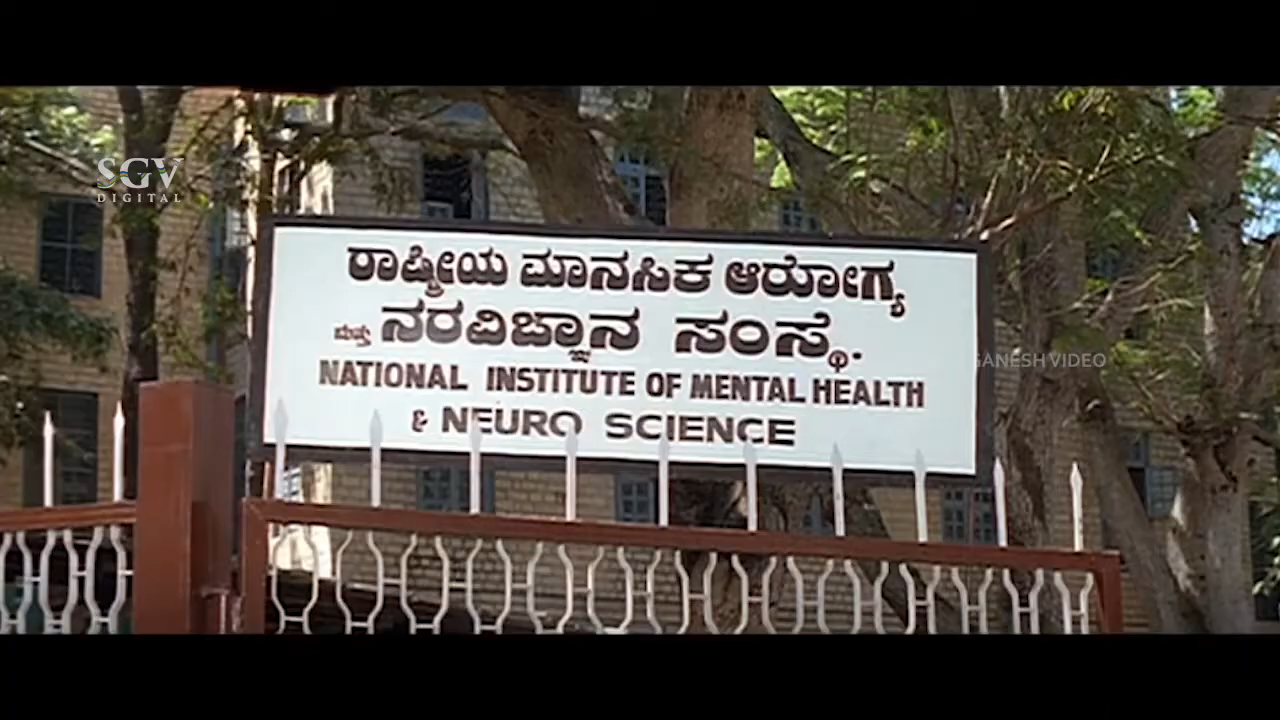 SGV
DIGITAL
ರಾಷ್ಟ್ರೀಯ ಮಾನಸಿಕ ಆರೋಗ್ಯ
ಮತ್ತು ನರವಿಜ್ಞಾನ ಸಂಸ್ಥೆ.
NATIONAL INSTITUTE OF MENTAL HEALTH
& NEURO SCIENCE
GANESH VIDEO